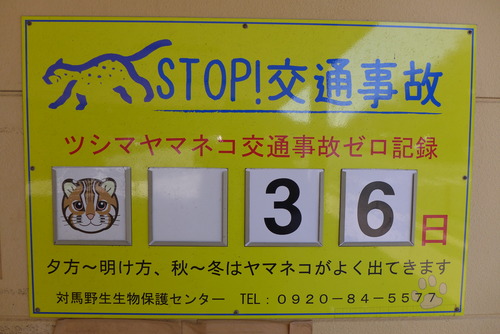 STOP!交通事故
ツシマヤマネコ交通事故ゼロ記録
36日
夕方～明け方、秋～冬はヤマネコがよく出てきます
対馬野生生物保護センター TEL：0920-84-5577